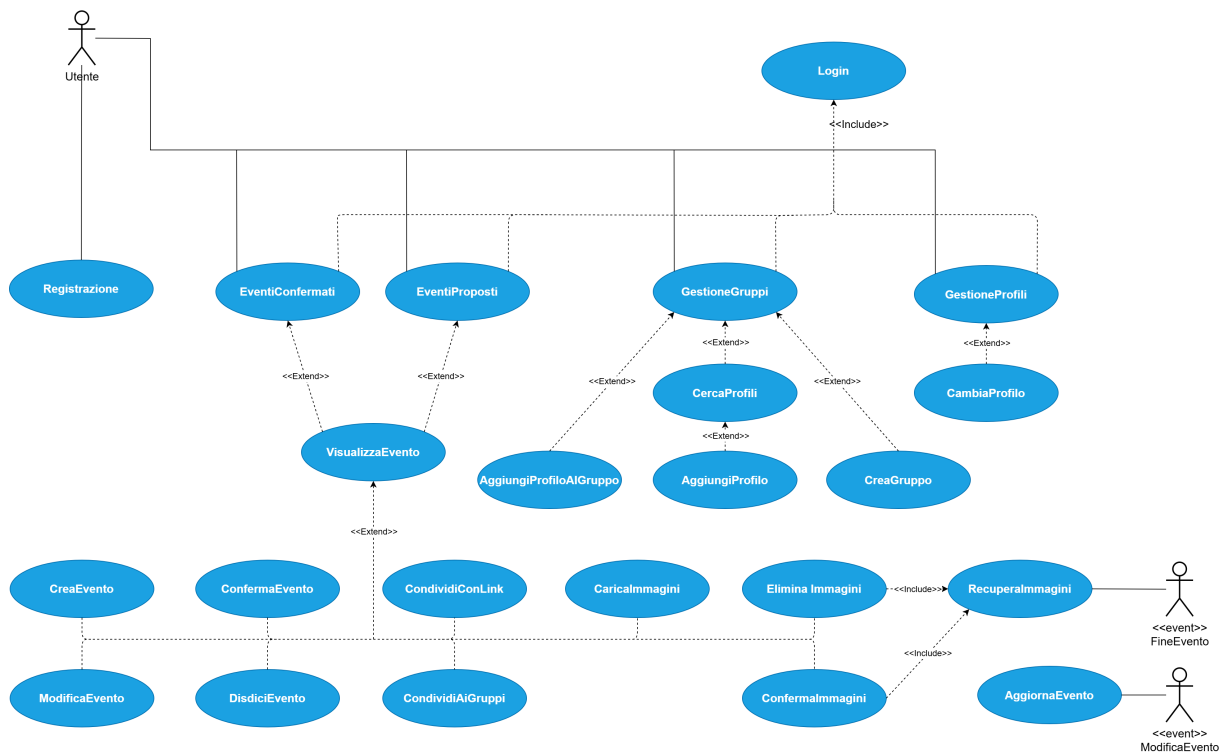 Utente
Login
<<Include>>
Registrazione
EventiConfermati
EventiProposti
GestioneGruppi
GestioneProfili
<<Extend>>
<<Extend>>
<<Extend>>
<<Extend>>
<<Extend>>
<<Extend>>
CercaProfili
CambiaProfilo
<<Extend>>
VisualizzaEvento
AggiungiProfiloAlGruppo
AggiungiProfilo
CreaGruppo
<<Extend>>
CreaEvento
ConfermaEvento
CondividiConLink
CaricaImmagini
Elimina Immagini
<<Include>>
RecuperaImmagini
<<event>>
FineEvento
<<Include>>
ModificaEvento
DisdiciEvento
CondividiAiGruppi
ConfermaImmagini
AggiornaEvento
<<event>>
ModificaEvento